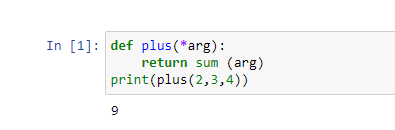 In [1]: def plus(*arg):
    return sum (arg)
print(plus(2,3,4))
9